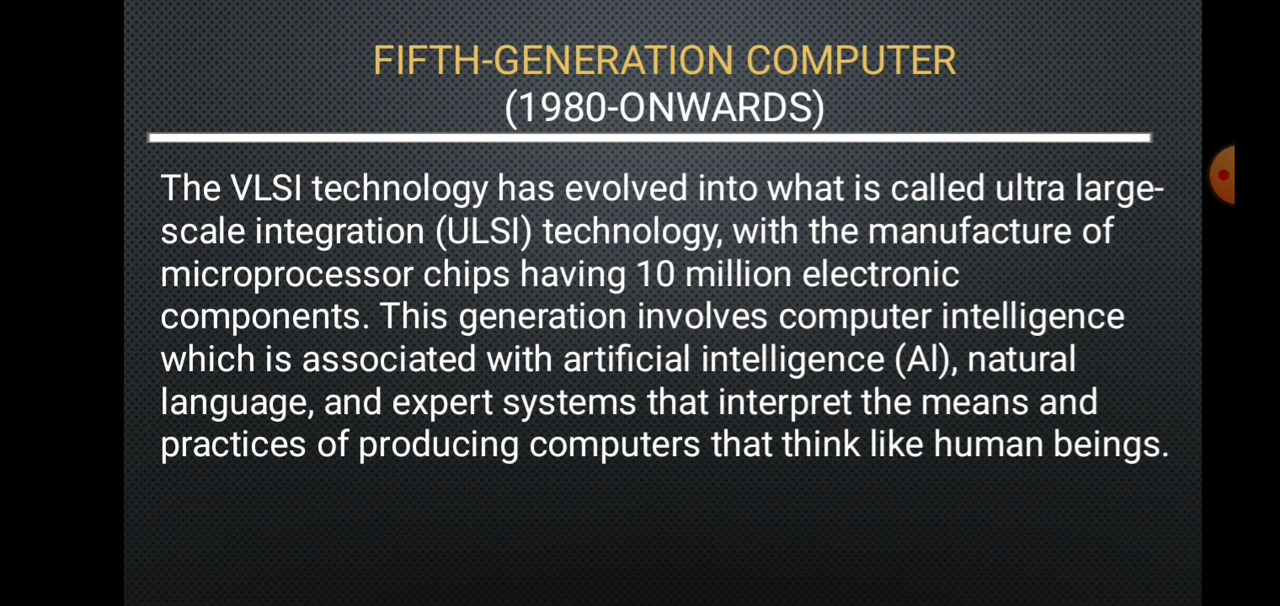 FIFTH-GENERATION COMPUTER
(1980-ONWARDS)
The VLSI technology has evolved into what is called ultra large-
scale integration (ULSI) technology, with the manufacture of
microprocessor chips having 10 million electronic
components. This generation involves computer intelligence
which is associated with artificial intelligence (Al), natural
language, and expert systems that interpret the means and
practices of producing computers that think like human beings.